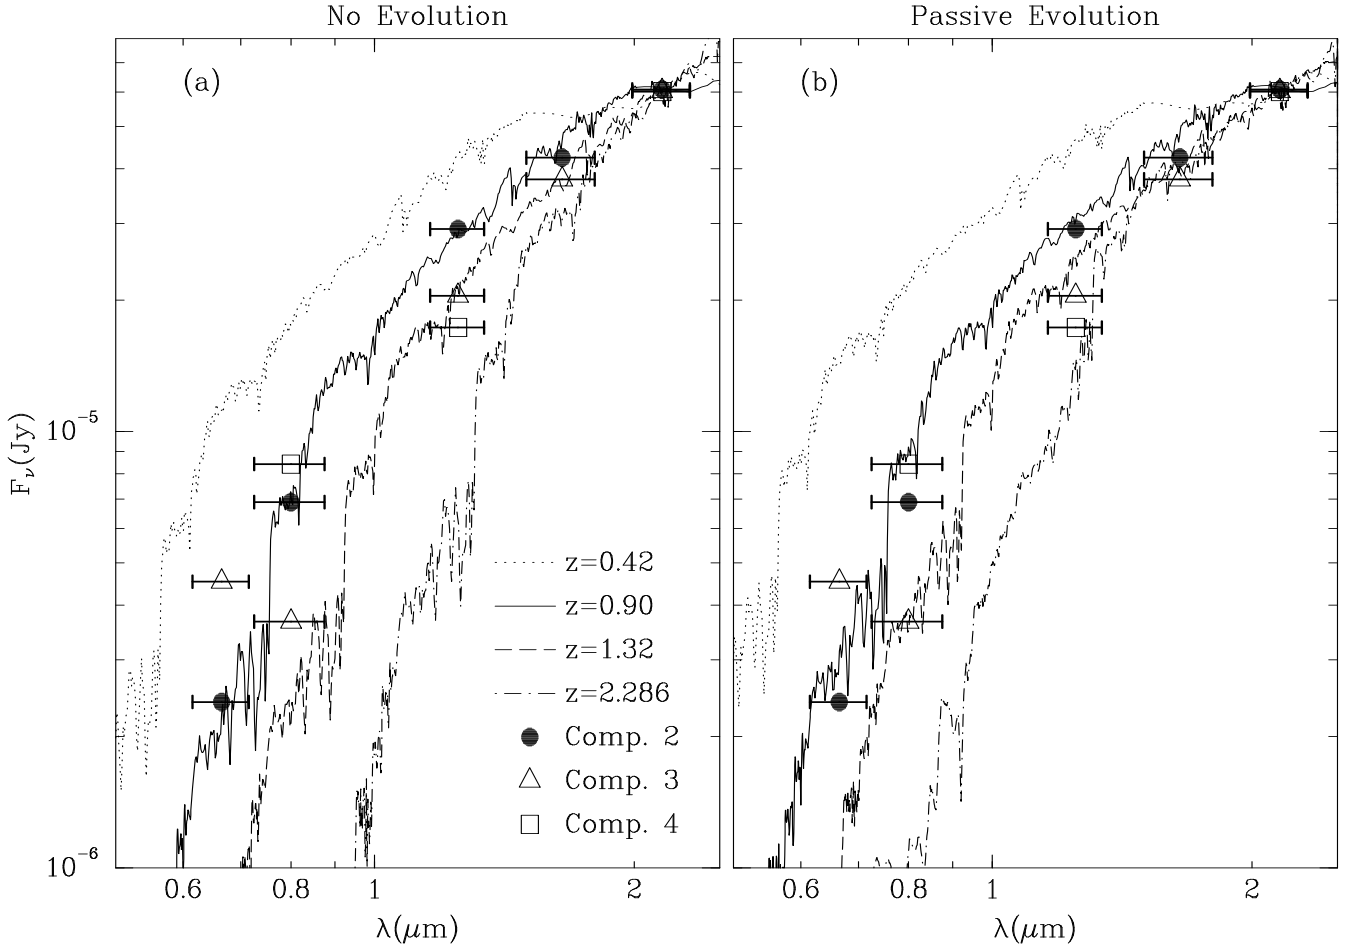 No Evolution
Passive Evolution
(a)
(b)
F_ν(Jy)
10^{-5}
10^{-6}
z=0.42
z=0.90
z=1.32
z=2.286
Comp. 2
Comp. 3
Comp. 4
0.6 0.8 1 2
0.6 0.8 1 2
λ(μm)
λ(μm)